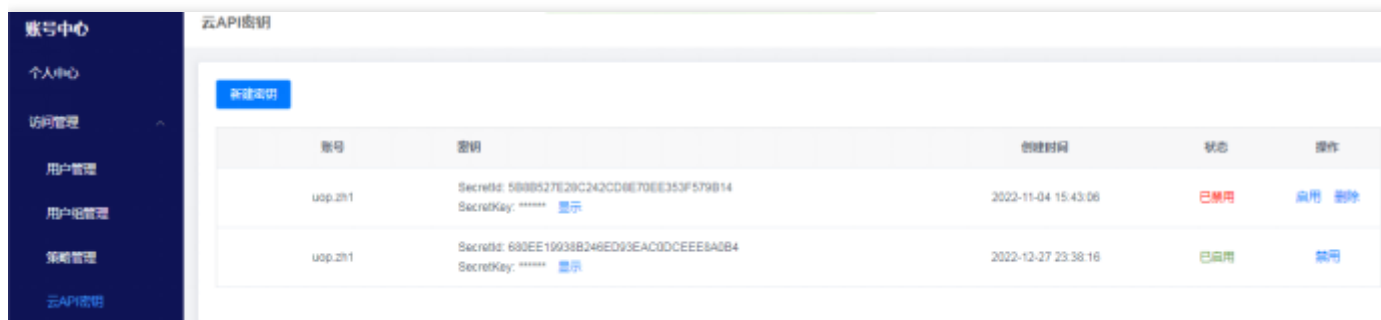 账号中心
云API密钥
个人中心
新建密钥
访问管理
账号 密钥 创建时间 状态 操作
用户管理
SecretId: 5B8B527E28C242CD8E70EE353F579B14
uop.zh1 2022-11-04 15:43:06 已禁用 启用 删除
SecretKey: ****** 显示
用户组管理
策略管理
SecretId: 680EE19938B246ED93EAC0DCEEE8A0B4
uop.zh1 2022-12-27 23:38:16 已启用 禁用
SecretKey: ****** 显示
云API密钥